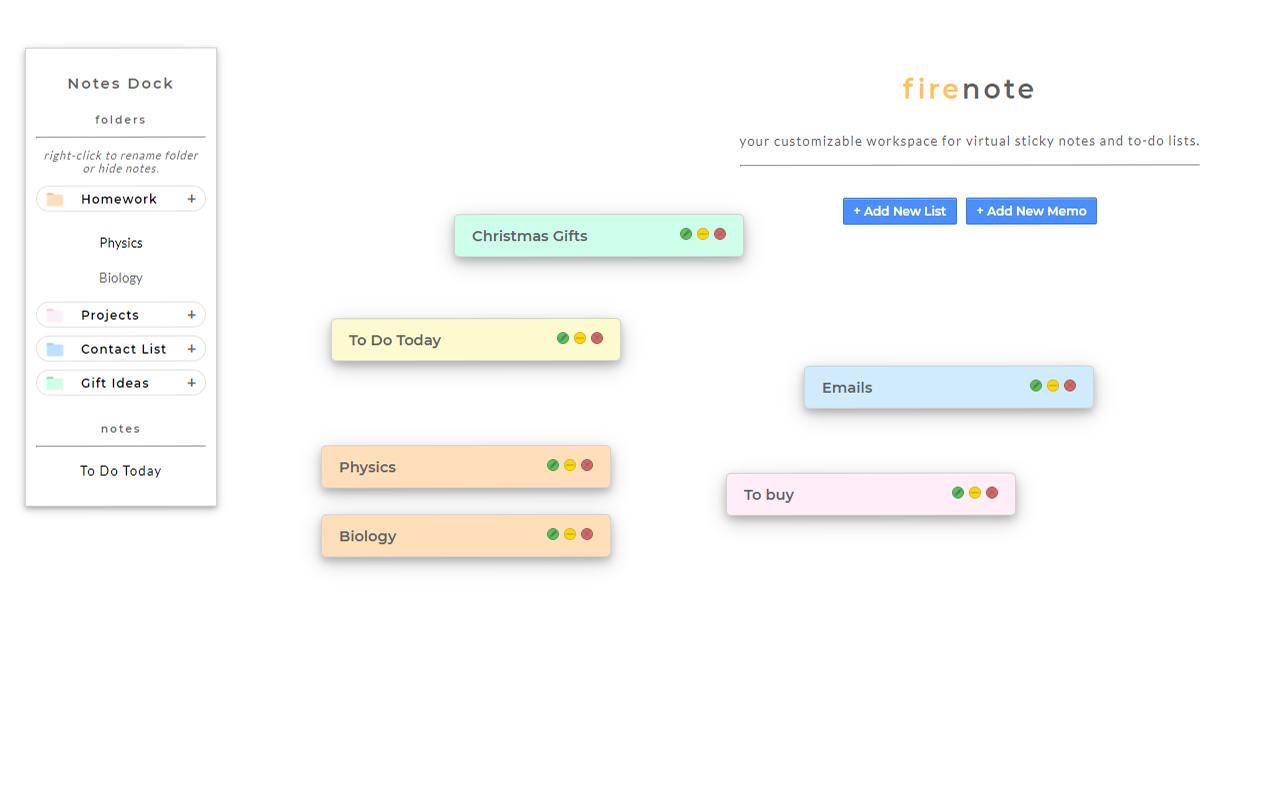 Notes Dock
folders
right-click to rename folder
or hide notes.
Homework +
Physics
Biology
Projects +
Contact List +
Gift Ideas +
notes
To Do Today
firenote
your customizable workspace for virtual sticky notes and to-do lists.
+ Add New List + Add New Memo
Christmas Gifts
To Do Today
Emails
Physics
To buy
Biology